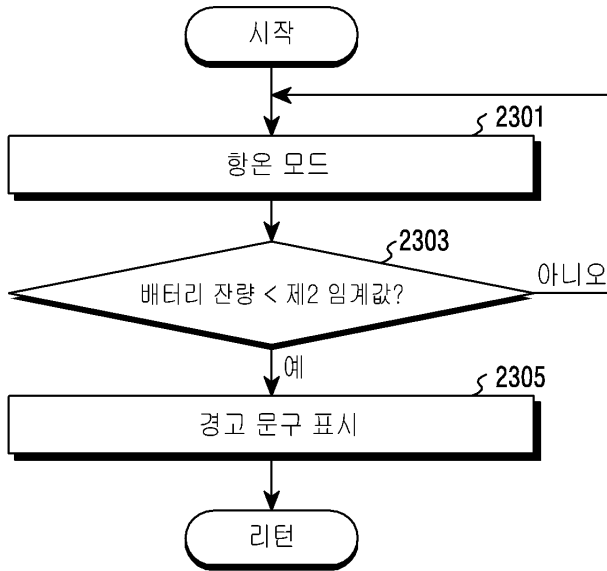 시작
2301
항온 모드
2303
배터리 잔량 < 제2 임계값?
아니오
예
2305
경고 문구 표시
리턴